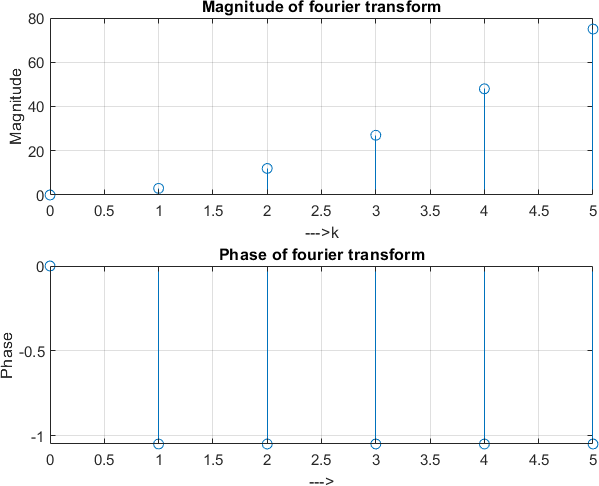 Magnitude of fourier transform
80
60
40
20
0
Magnitude
0 0.5 1 1.5 2 2.5 3 3.5 4 4.5 5
--->k
Phase of fourier transform
0
-0.5
-1
Phase
0 0.5 1 1.5 2 2.5 3 3.5 4 4.5 5
--->